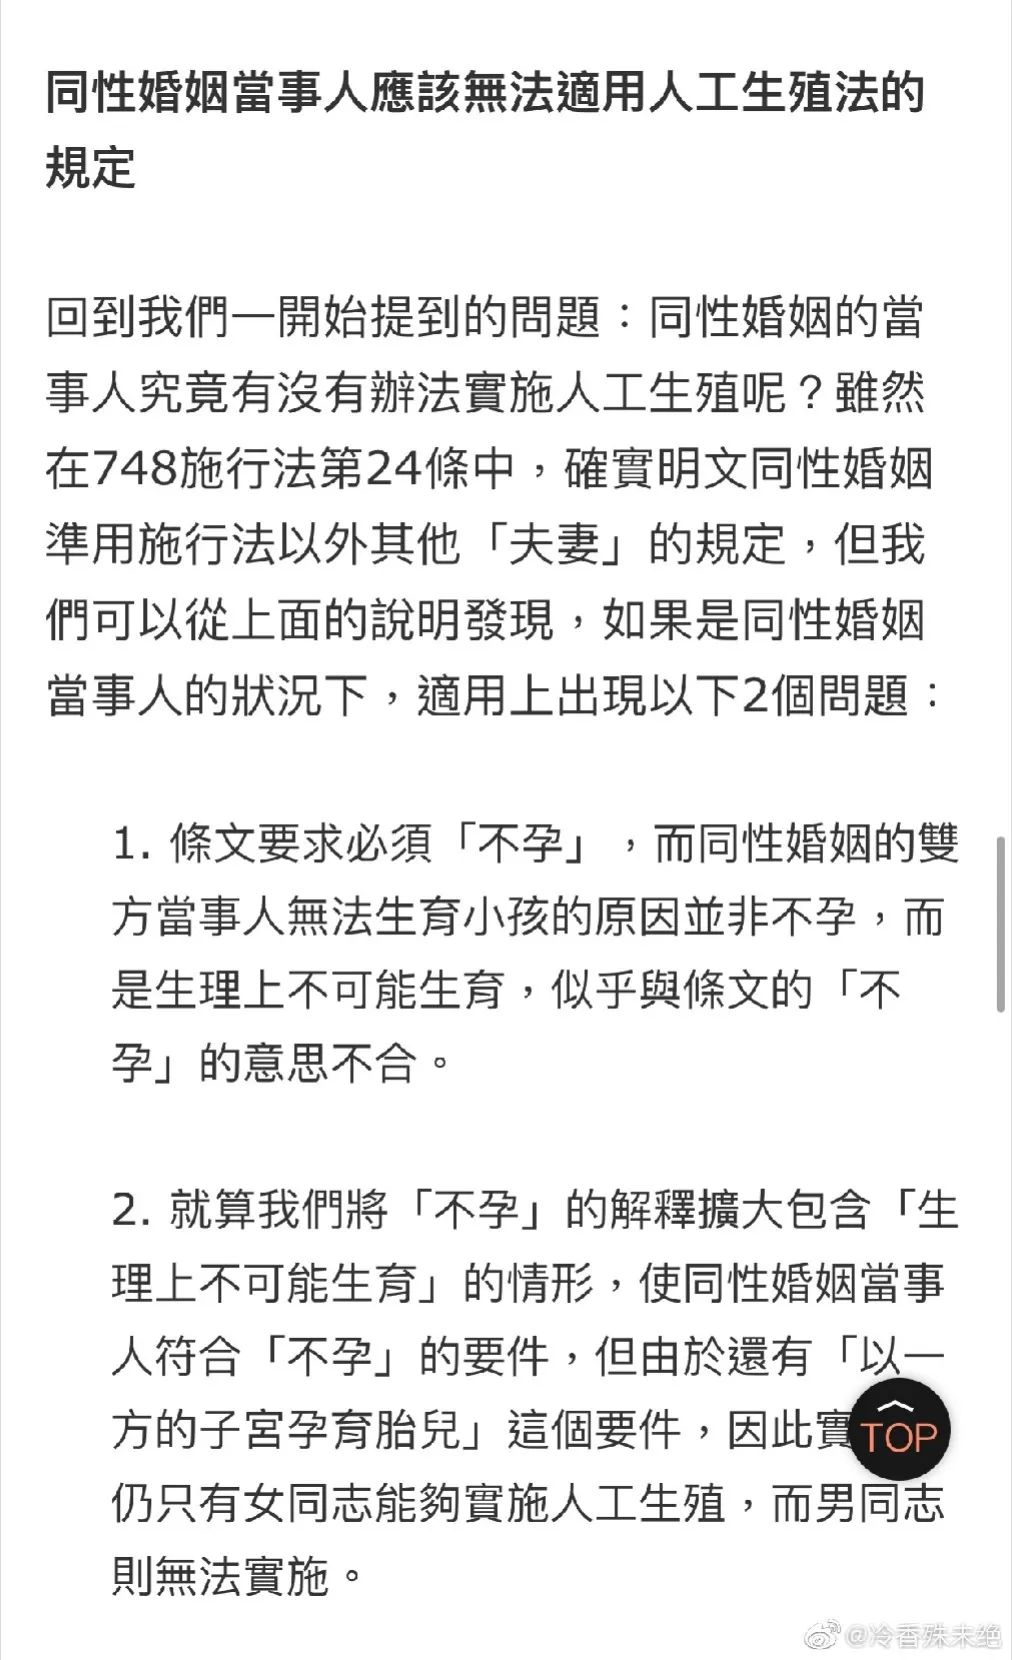 同性婚姻當事人應該無法適用人工生殖法的
規定
回到我們一開始提到的問題：同性婚姻的當
事人究竟有沒有辦法實施人工生殖呢？雖然
在748施行法第24條中，確實明文同性婚姻
準用施行法以外其他「夫妻」的規定，但我
們可以從上面的說明發現，如果是同性婚姻
當事人的狀況下，適用上出現以下2個問題：
1. 條文要求必須「不孕」，而同性婚姻的雙
方當事人無法生育小孩的原因並非不孕，而
是生理上不可能生育，似乎與條文的「不
孕」的意思不合。
2. 就算我們將「不孕」的解釋擴大包含「生
理上不可能生育」的情形，使同性婚姻當事
人符合「不孕」的要件，但由於還有「以一
方的子宮孕育胎兒」這個要件，因此實
TOP
仍只有女同志能夠實施人工生殖，而男同志
則無法實施。
@冷香殊未绝